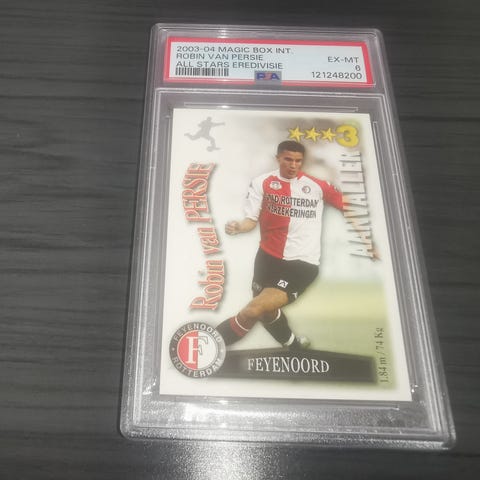 2003-04 MAGIC BOX INT.
ROBIN VAN PERSIE
ALL STARS EREDIVISIE
EX-MT
6
PSA
121248200
3
AANVALLER
Robin van PERSIE
ROTTERDAM
VERZEKERINGEN
FEYENOORD
ROTTERDAM
F
FEYENOORD
1.84 m / 74 Kg